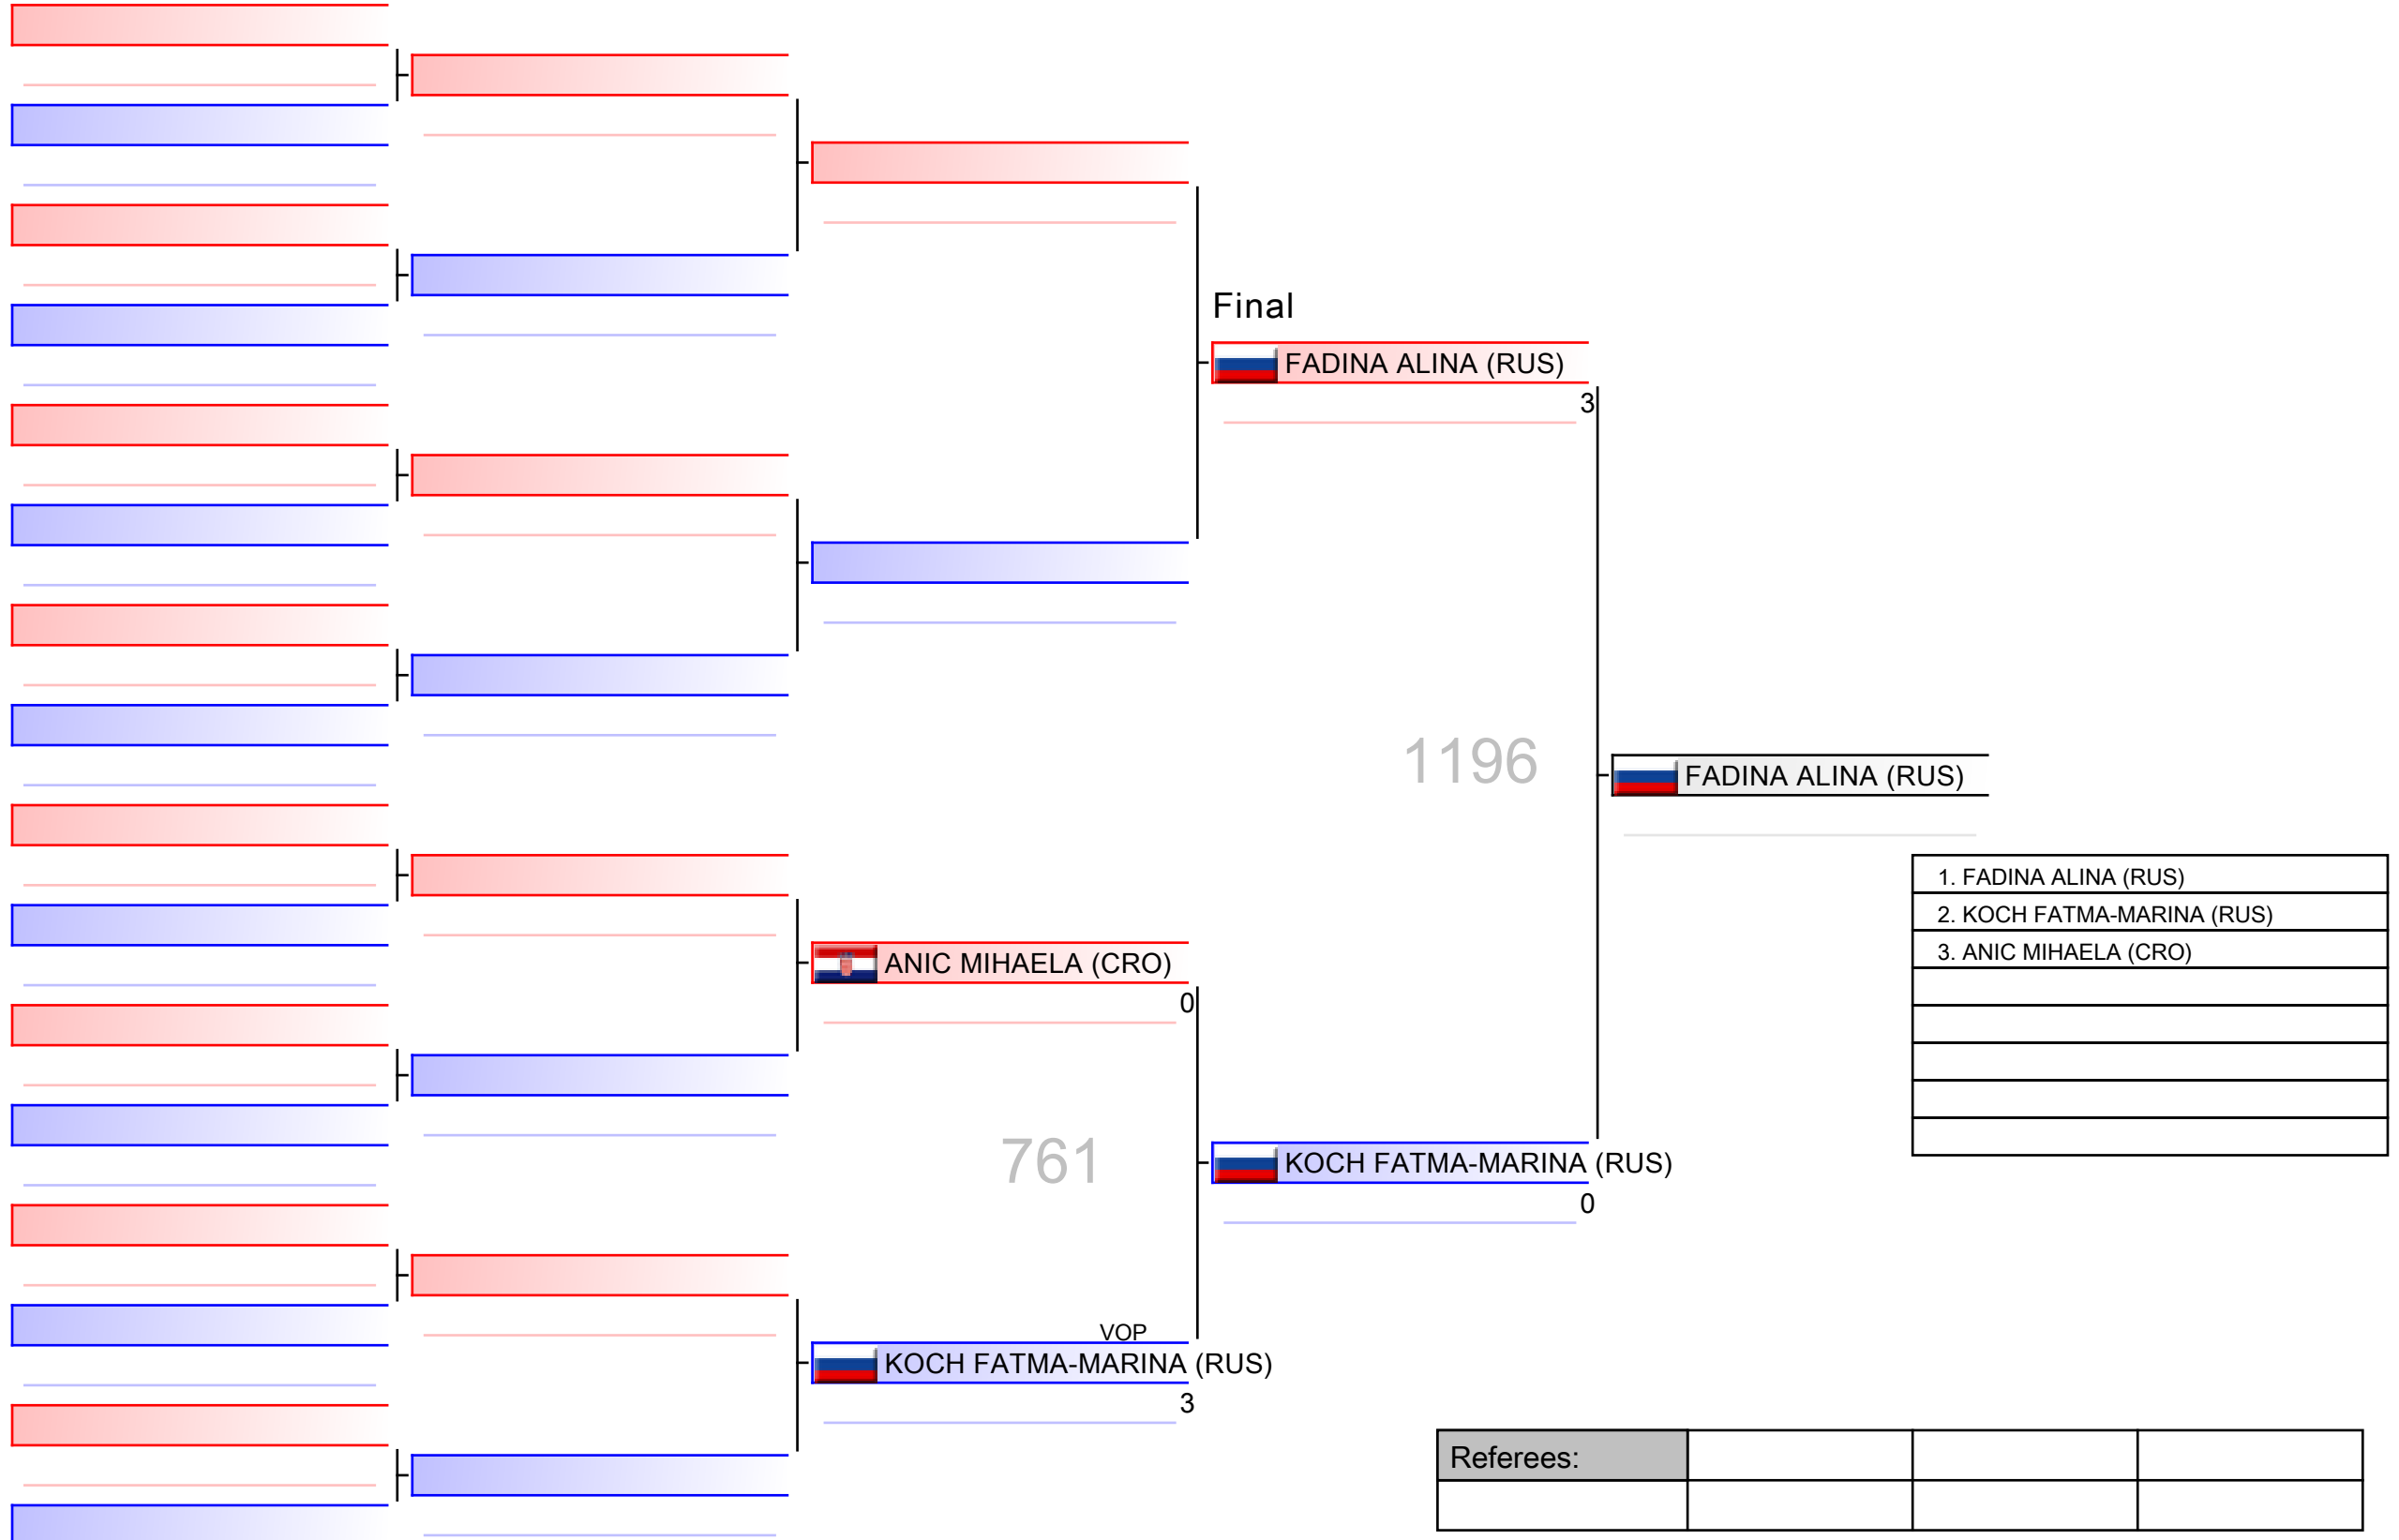 Final
FADINA ALINA (RUS)
3
1196
FADINA ALINA (RUS)
1. FADINA ALINA (RUS)
2. KOCH FATMA-MARINA (RUS)
3. ANIC MIHAELA (CRO)
ANIC MIHAELA (CRO)
0
761
KOCH FATMA-MARINA (RUS)
0
VOP
KOCH FATMA-MARINA (RUS)
3
Referees: